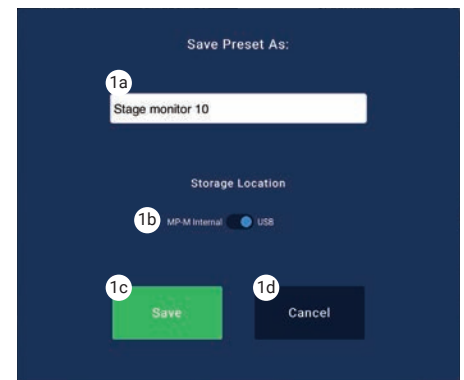 Save Preset As:
1a
Stage monitor 10
Storage Location
1b MP-M Internal USB
1c 1d
Save Cancel